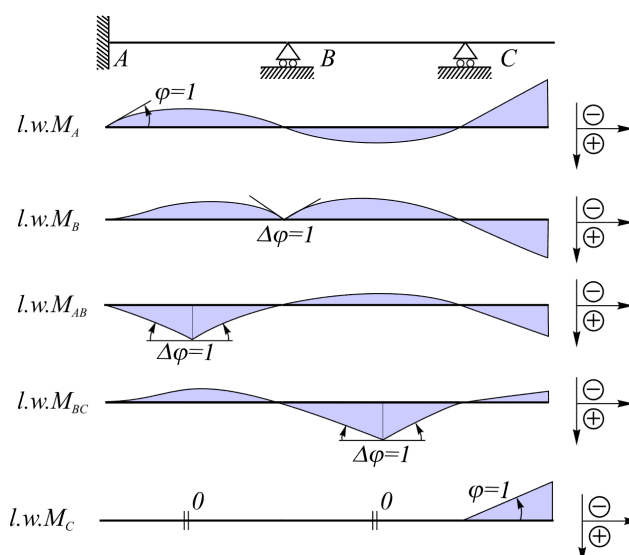 A B C
φ=1
l.w.M_A
⊖
⊕
l.w.M_B
Δφ=1
⊖
⊕
l.w.M_AB
Δφ=1
⊖
⊕
l.w.M_BC
Δφ=1
⊖
⊕
0 0 φ=1
l.w.M_C
⊖
⊕